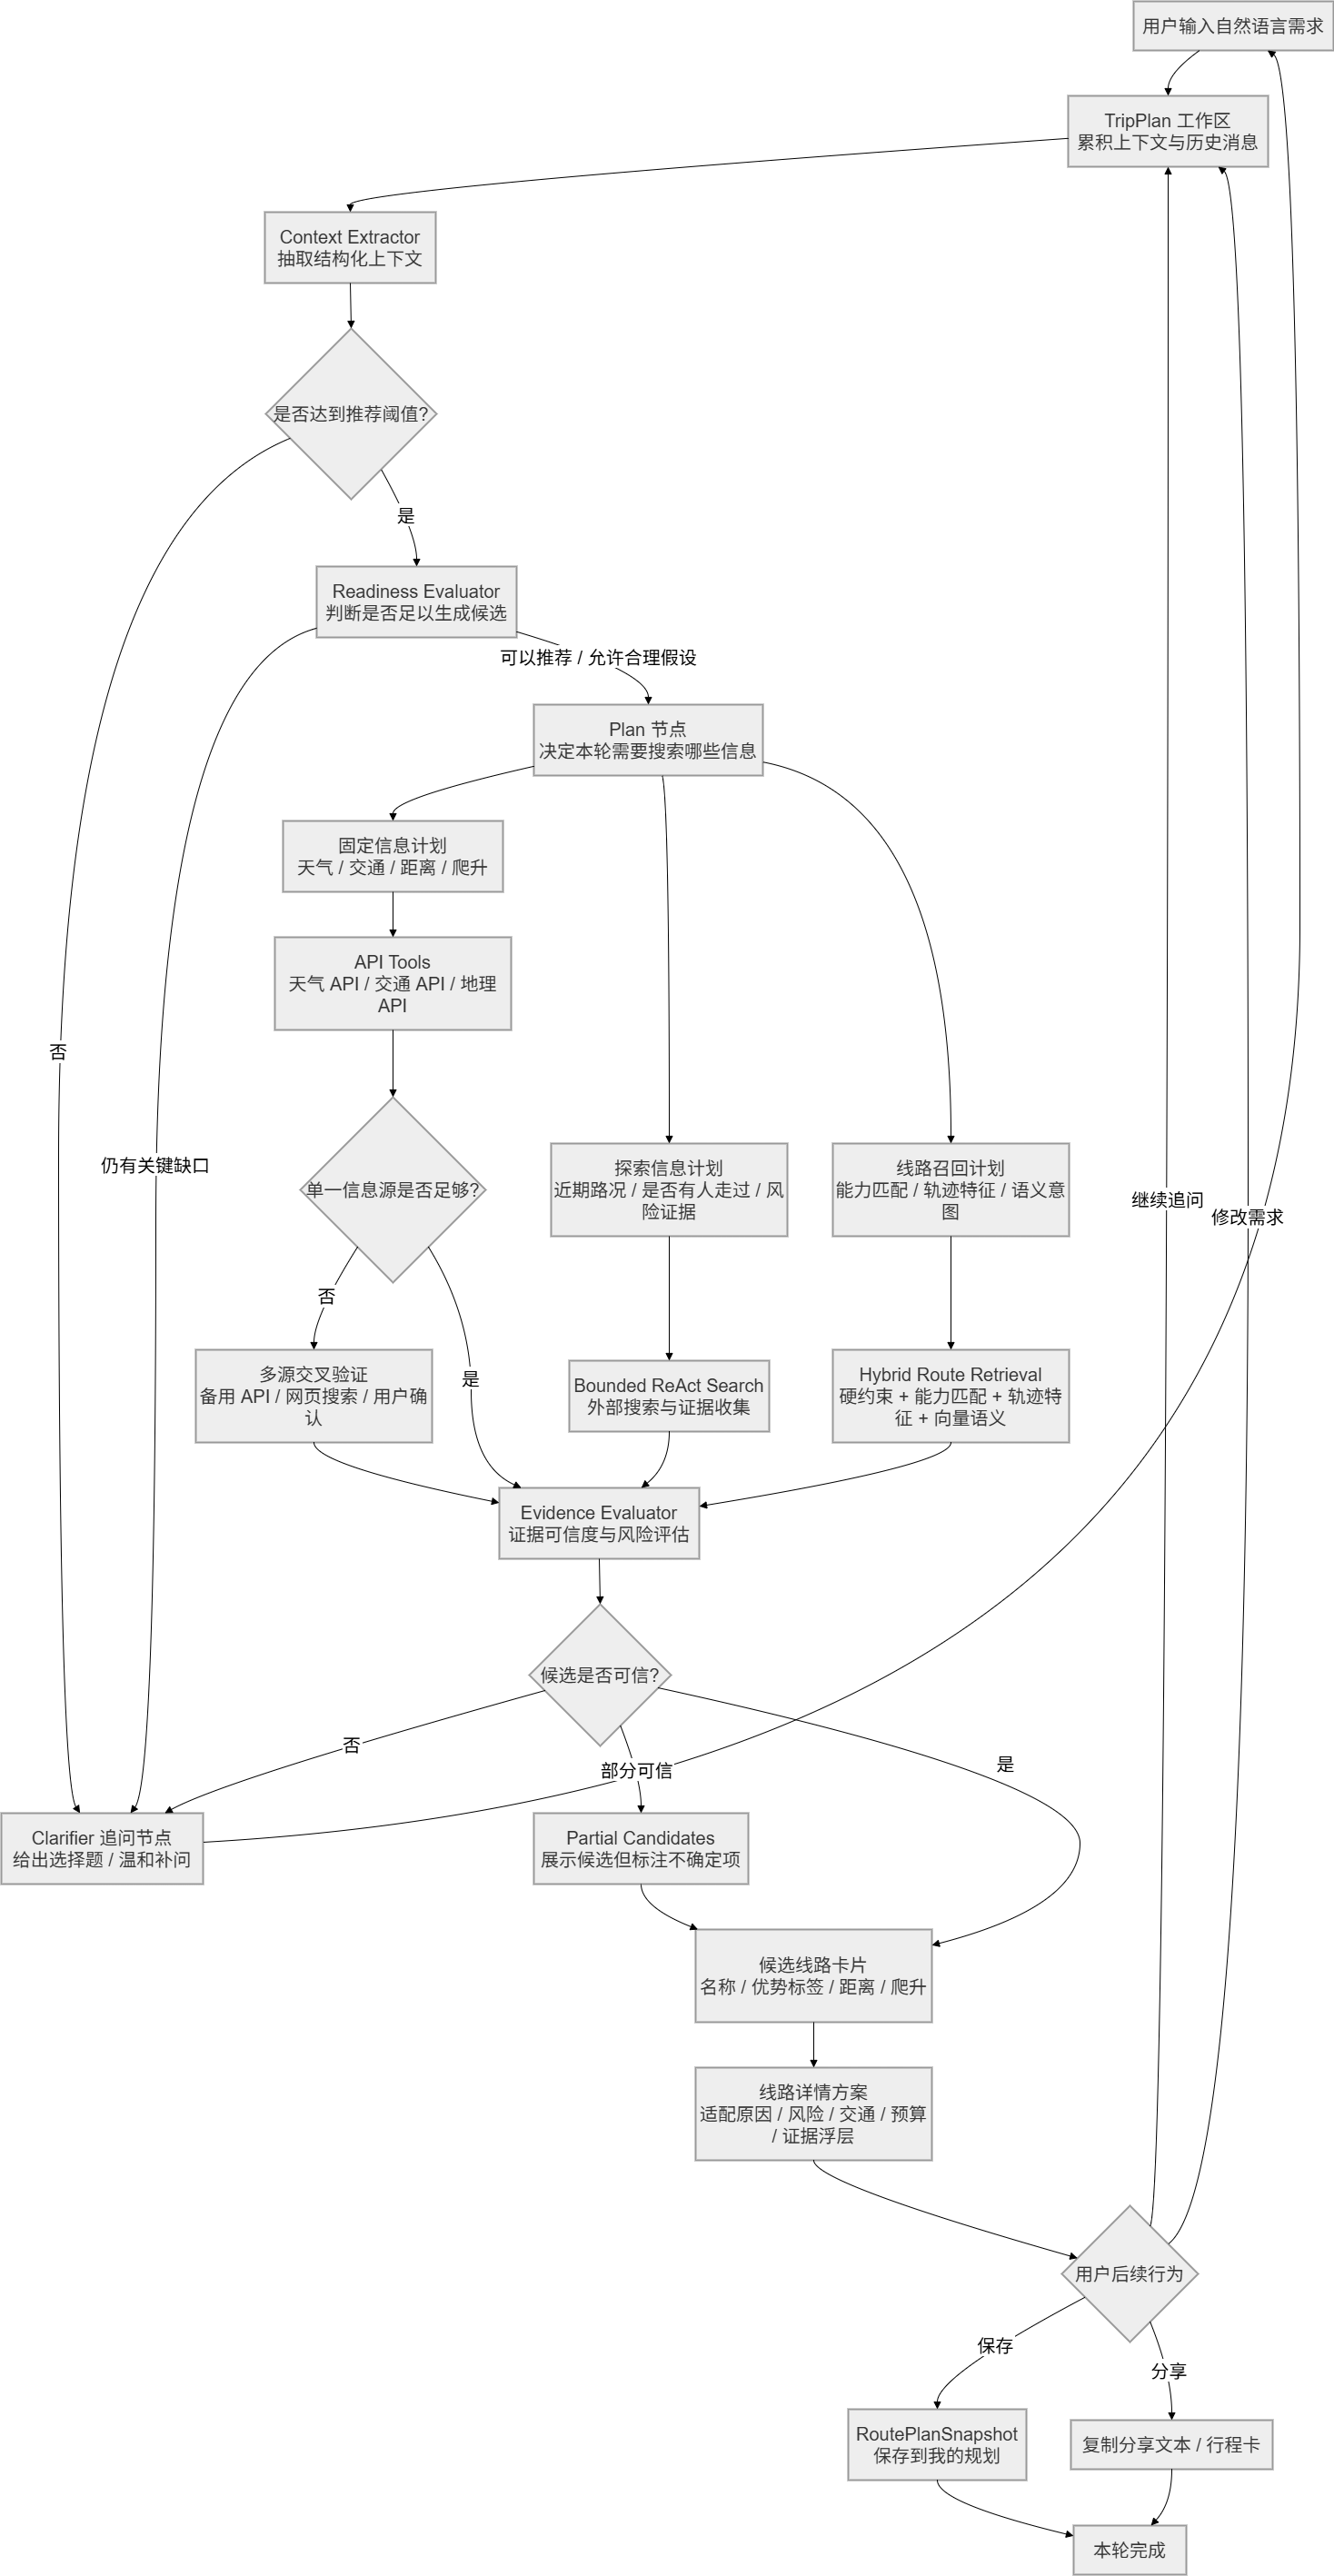 用户输入自然语言需求
TripPlan 工作区
累积上下文与历史消息
Context Extractor
抽取结构化上下文
是否达到推荐阈值?
是
Readiness Evaluator
判断是否足以生成候选
可以推荐 / 允许合理假设
Plan 节点
决定本轮需要搜索哪些信息
固定信息计划
天气 / 交通 / 距离 / 爬升
API Tools
天气 API / 交通 API / 地理
API
否
仍有关键缺口
单一信息源是否足够?
探索信息计划
近期路况 / 是否有人走过 / 风
险证据
线路召回计划
能力匹配 / 轨迹特征 / 语义意
图
继续追问
修改需求
否
是
多源交叉验证
备用 API / 网页搜索 / 用户确
认
Bounded ReAct Search
外部搜索与证据收集
Hybrid Route Retrieval
硬约束 + 能力匹配 + 轨迹特
征 + 向量语义
Evidence Evaluator
证据可信度与风险评估
候选是否可信?
否
部分可信
是
Clarifier 追问节点
给出选择题 / 温和补问
Partial Candidates
展示候选但标注不确定项
候选线路卡片
名称 / 优势标签 / 距离 / 爬升
线路详情方案
适配原因 / 风险 / 交通 / 预算
/ 证据浮层
用户后续行为
保存
分享
RoutePlanSnapshot
保存到我的规划
复制分享文本 / 行程卡
本轮完成